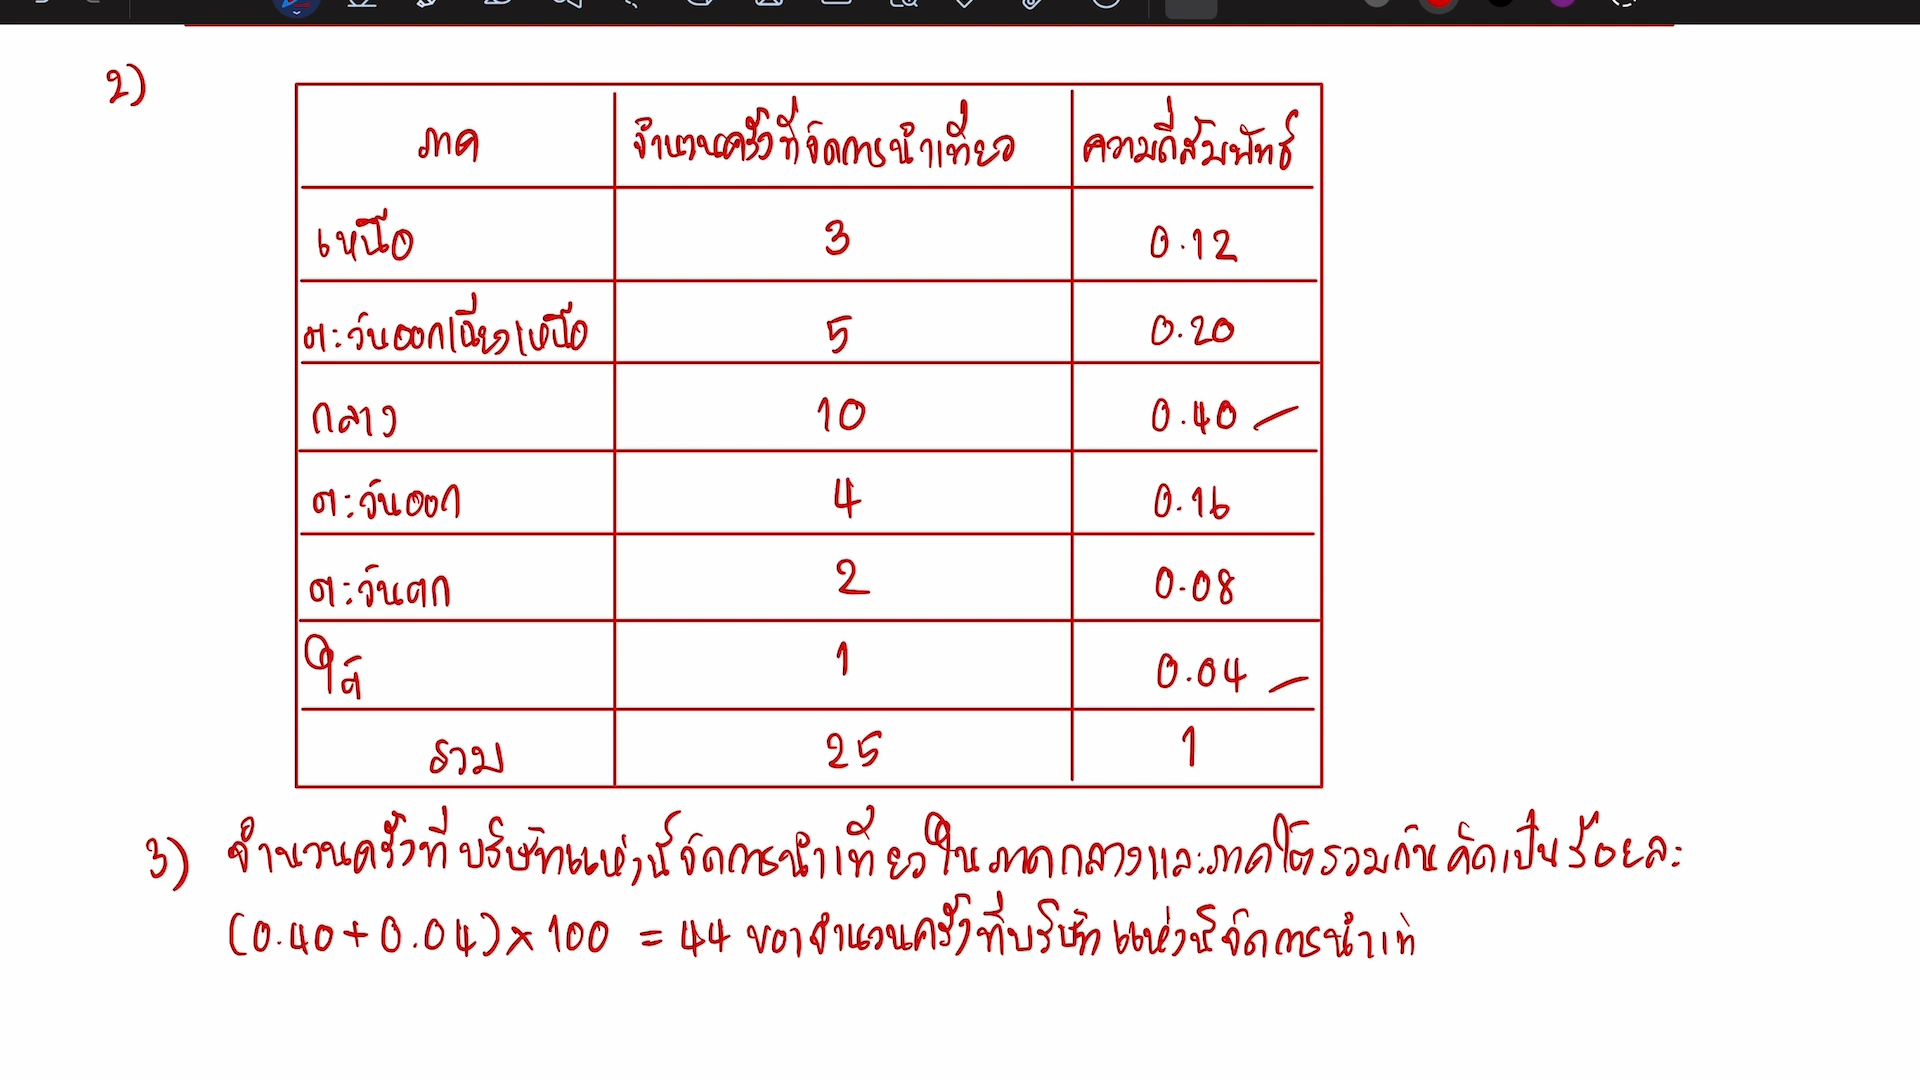 2)
ภาค จำนวนครั้งที่จัดการนำเที่ยว ความถี่สัมพัทธ์
เหนือ 3 0.12
ตะวันออกเฉียงเหนือ 5 0.20
กลาง 10 0.40
ตะวันออก 4 0.16
ตะวันตก 2 0.08
ใต้ 1 0.04
รวม 25 1
3) จำนวนครั้งที่บริษัทแห่งนี้จัดการนำเที่ยวในภาคกลางและภาคใต้รวมกันคิดเป็นร้อยละ
(0.40+0.04)×100 = 44 ของจำนวนครั้งที่บริษัทแห่งนี้จัดการนำเท่